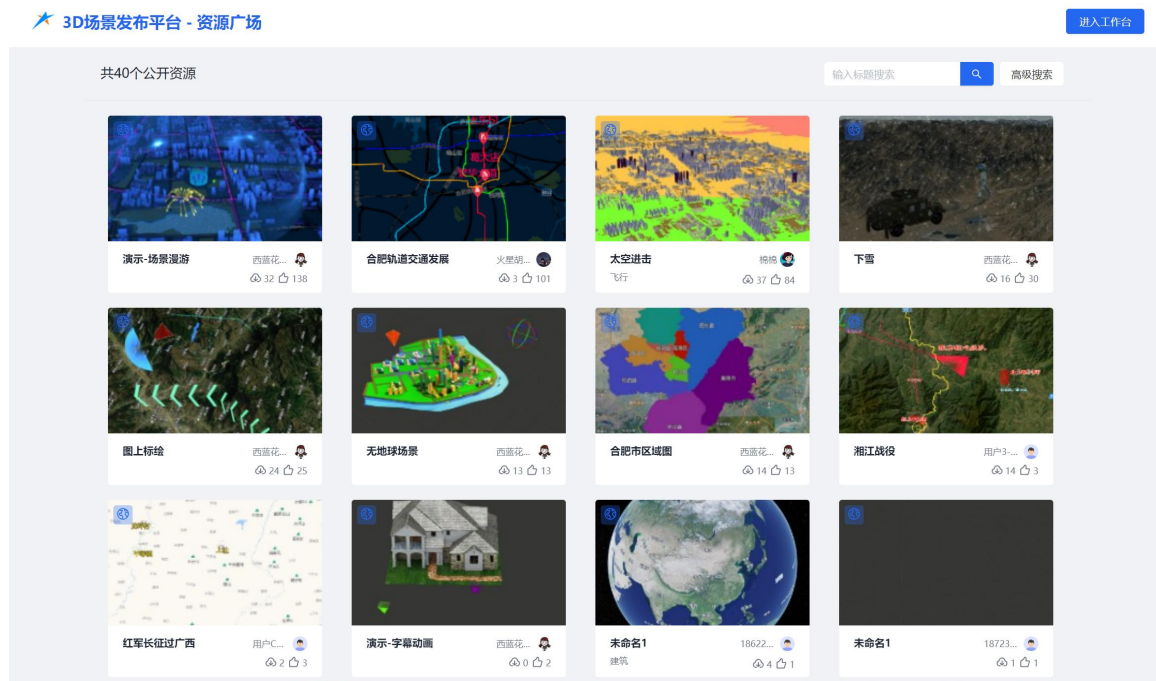 3D场景发布平台 - 资源广场
进入工作台
共40个公开资源
输入标题搜索
高级搜索
演示-场景漫游 西蓝花...
32 138
合肥轨道交通发展 火星胡...
3 101
太空进击 棉棉
飞行
37 84
下雪 西蓝花...
16 30
图上标绘 西蓝花...
24 25
无地球场景 西蓝花...
13 13
合肥市区域图 西蓝花...
14 13
湘江战役 用户3-...
14 3
红军长征过广西 用户C...
2 3
演示-字幕动画 西蓝花...
0 2
未命名1 18622...
建筑
4 1
未命名1 18723...
1 1